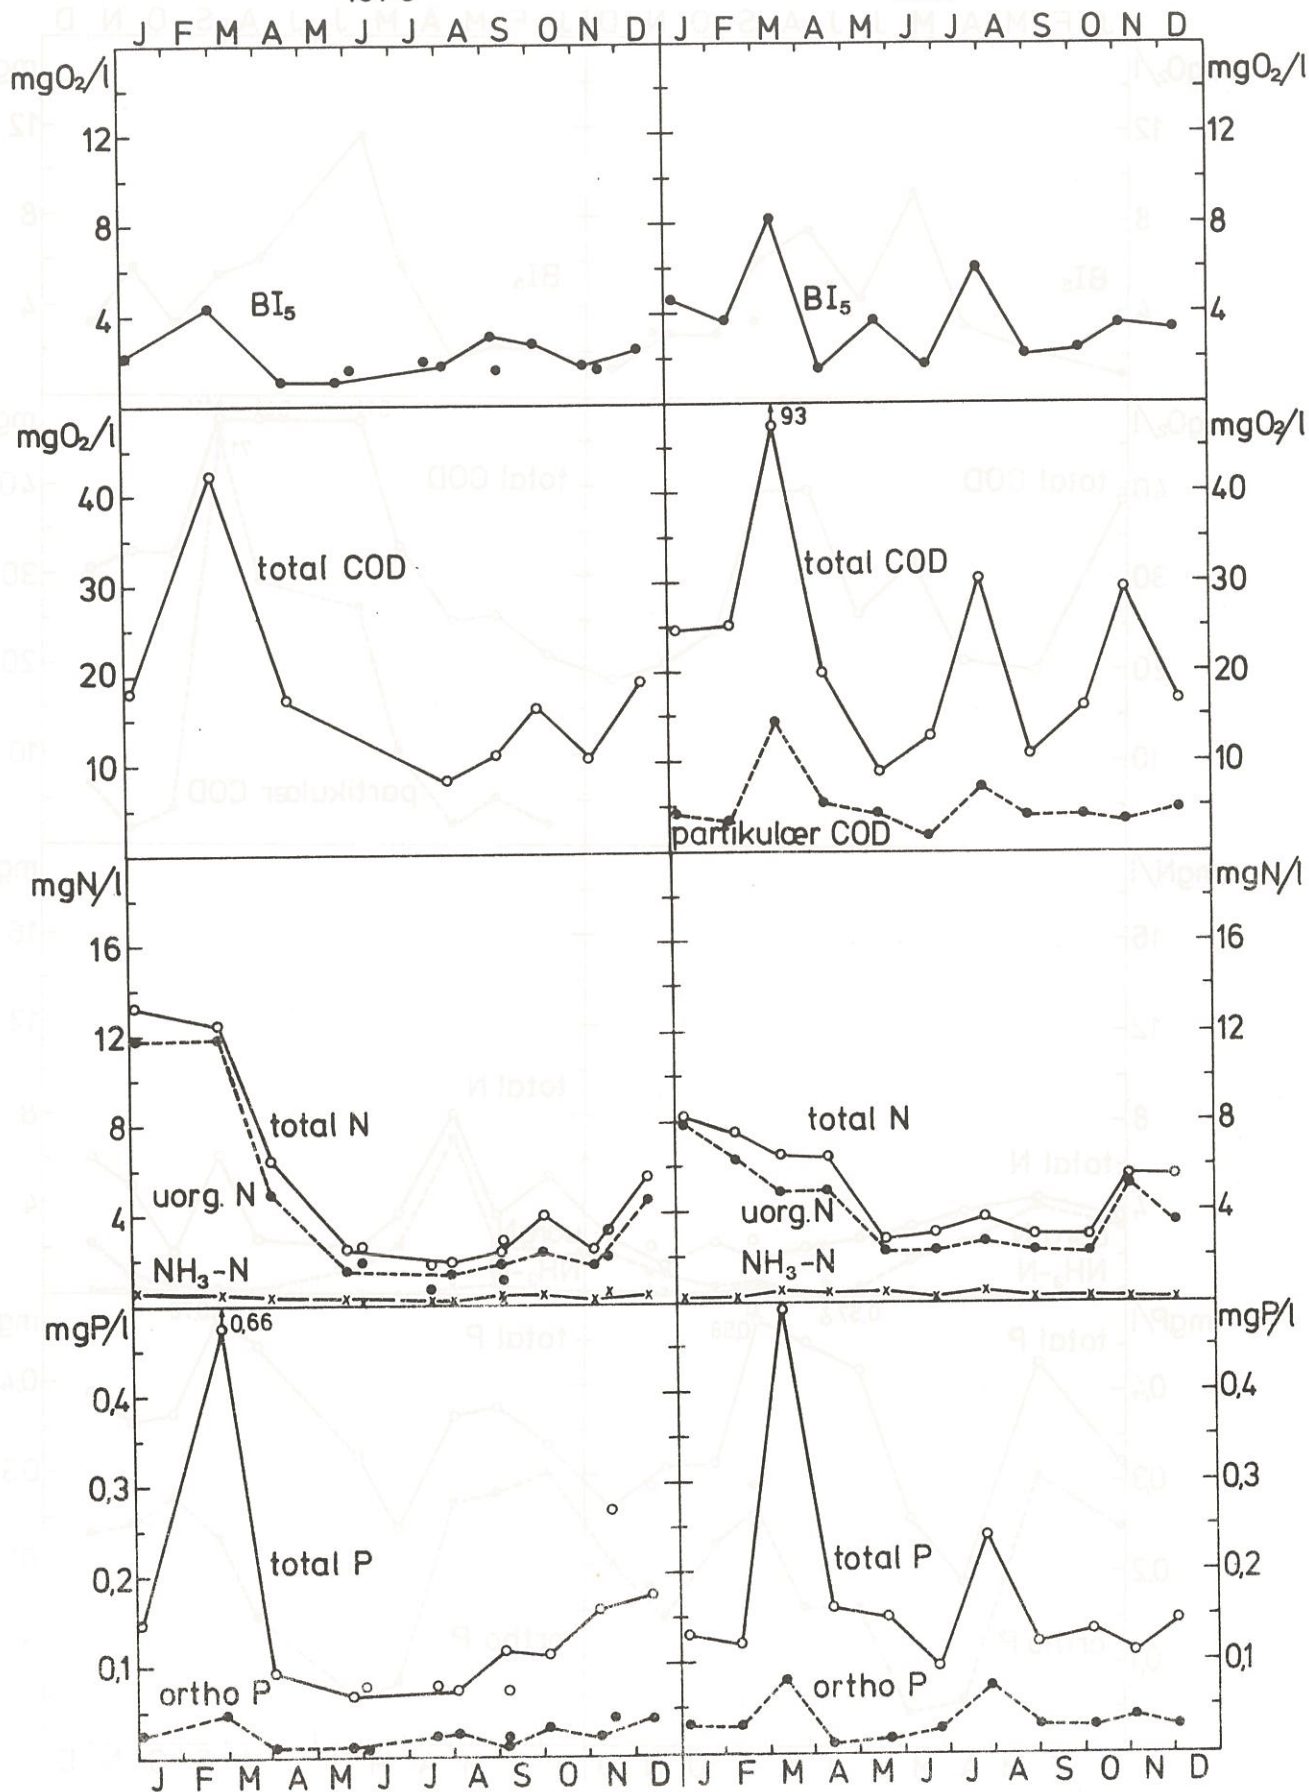 J F M A M J J A S O N D J F M A M J J A S O N D
mgO₂/l mgO₂/l
12 12
8 8
4 BI₅ BI₅ 4
mgO₂/l 93 mgO₂/l
40 40
30 total COD total COD 30
20 20
10 10
partikulær COD
mgN/l mgN/l
16 16
12 12
8 total N total N 8
uorg. N uorg. N
4 4
NH₃-N NH₃-N
mgP/l 0,66 mgP/l
0,4 0,4
0,3 0,3
0,2 total P total P 0,2
0,1 0,1
ortho P ortho P
J F M A M J J A S O N D J F M A M J J A S O N D